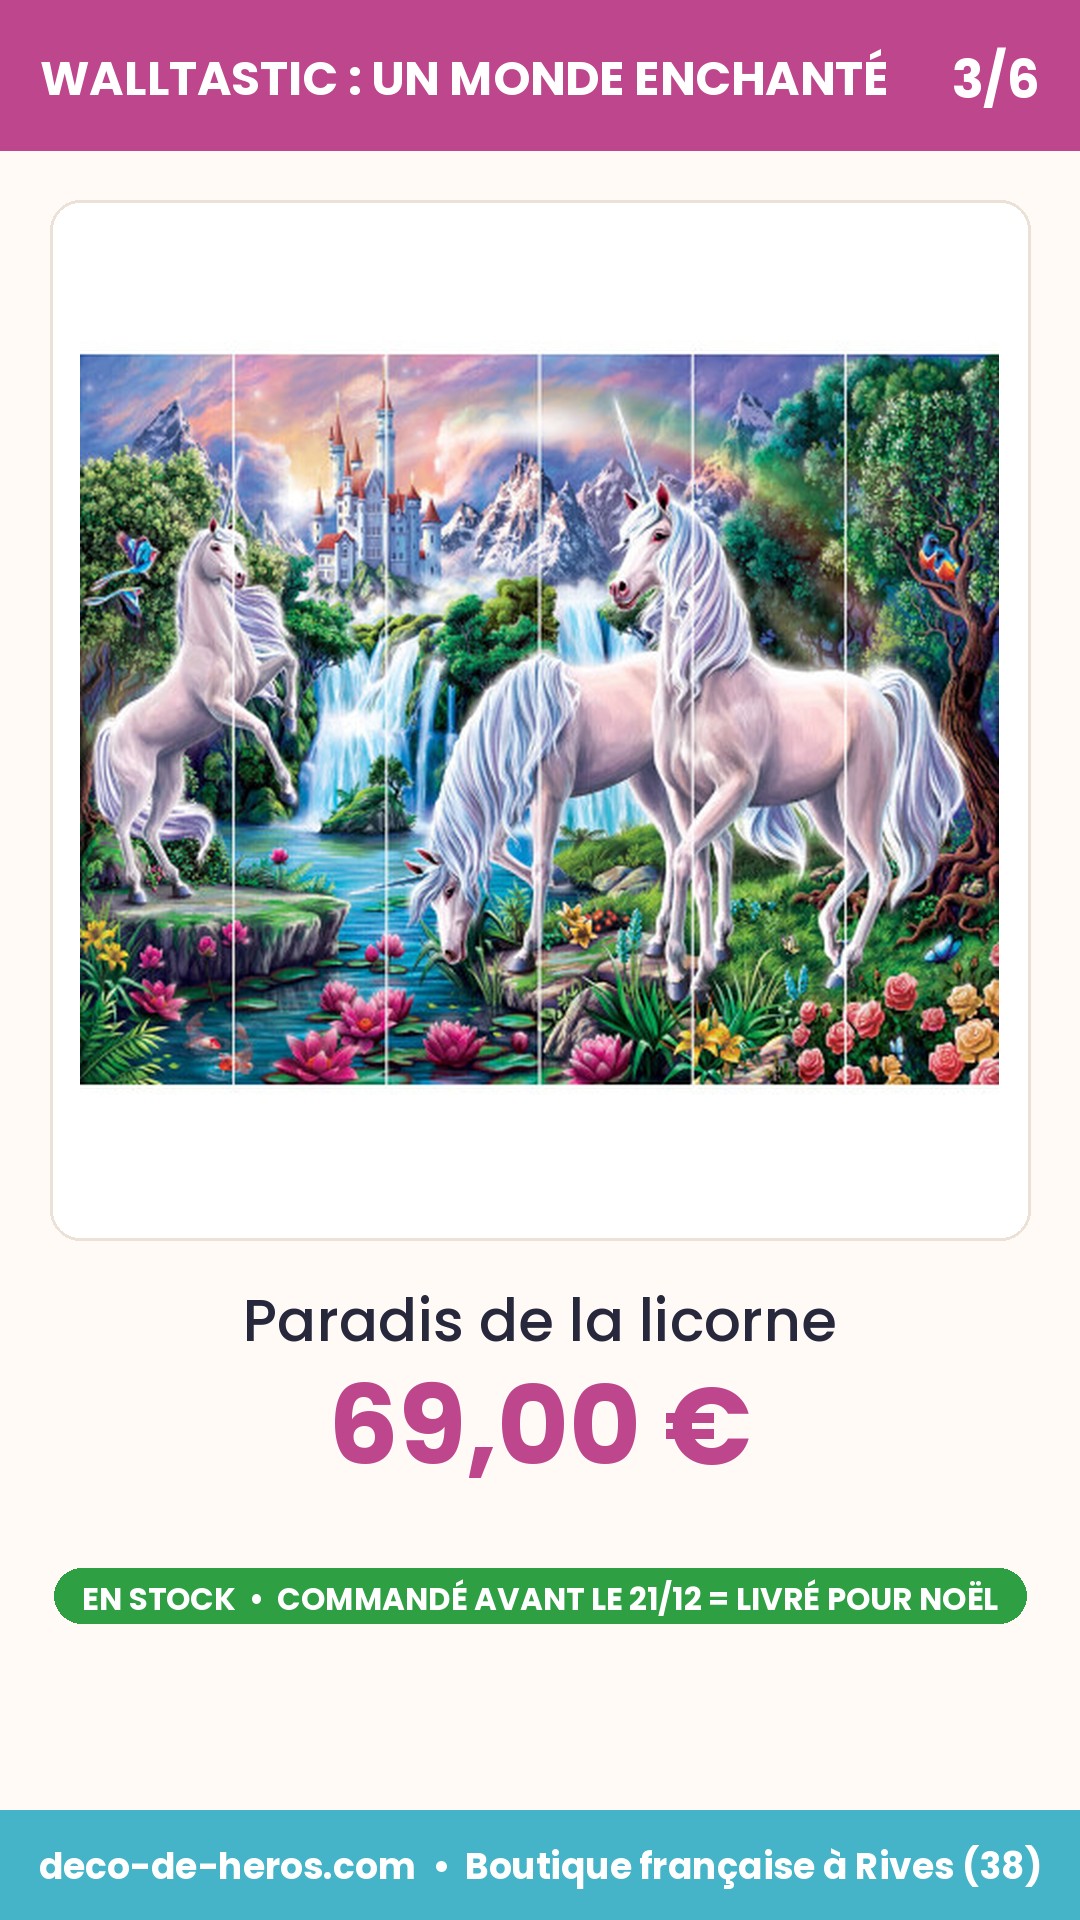 WALLTASTIC : UN MONDE ENCHANTÉ 3/6
Paradis de la licorne
69,00 €
EN STOCK • COMMANDÉ AVANT LE 21/12 = LIVRÉ POUR NOËL
deco-de-heros.com • Boutique française à Rives (38)